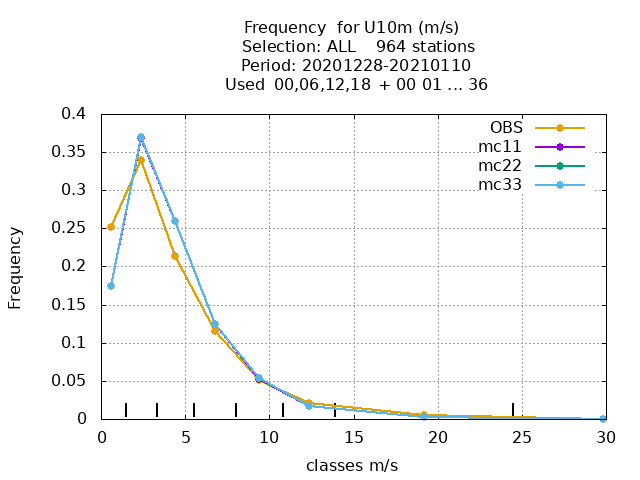 Frequency  for U10m (m/s)
Selection: ALL    964 stations
Period: 20201228-20210110
Used  00,06,12,18  + 00 01 ... 36
OBS
mc11
mc22
mc33
0.4
0.35
0.3
0.25
0.2
0.15
0.1
0.05
0
Frequency
0 5 10 15 20 25 30
classes m/s